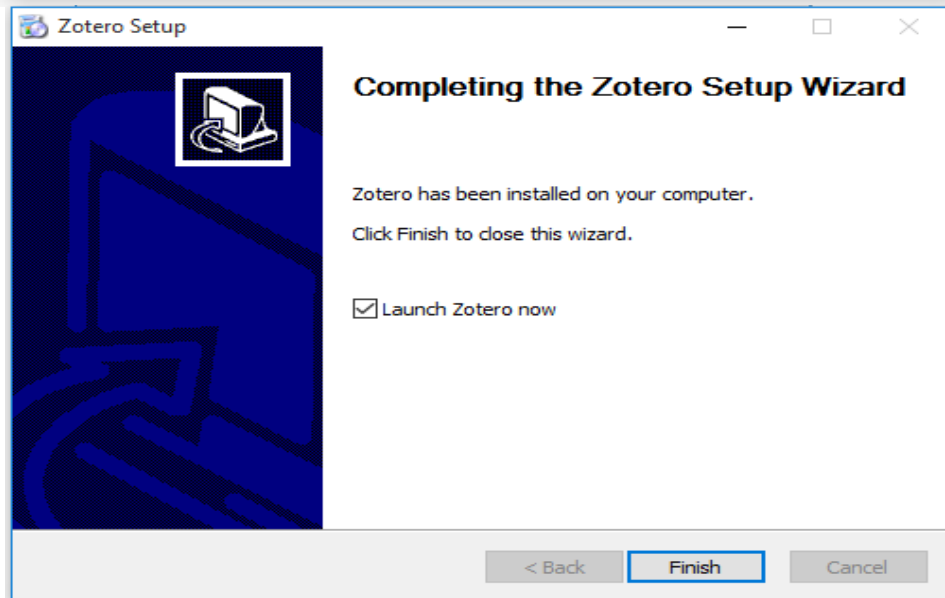 Zotero Setup
Completing the Zotero Setup Wizard
Zotero has been installed on your computer.
Click Finish to close this wizard.
Launch Zotero now
< Back
Finish
Cancel